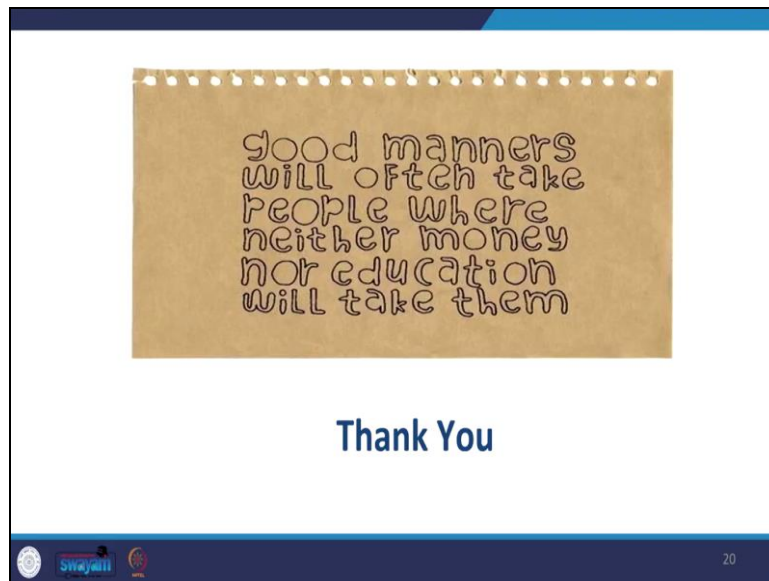 good manners
will often take
people where
neither money
nor education
will take them
Thank You
swayam
20